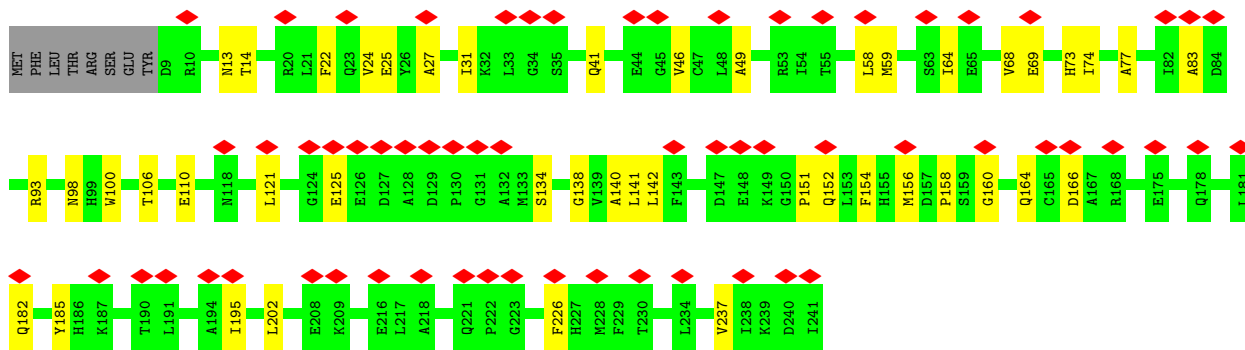 MET PHE LEU THR ARG SER GLU TYR D9 R10 N13 T14 R20 L21 F22 Q23 V24 E25 Y26 A27 I31 K32 L33 G34 S35 Q41 E44 G45 V46 C47 L48 A49 R53 I54 T55 L58 M59 S63 I64 E65 V68 E69 H73 I74 A77 I82 A83 D84
R93 N98 H99 W100 T106 E110 N118 L121 G124 E125 E126 D127 A128 D129 P130 G131 A132 M133 S134 G138 V139 A140 L141 L142 F143 D147 E148 K149 G150 P151 Q152 L153 F154 H155 M156 D157 P158 S159 G160 Q164 C165 D166 A167 R168 E175 Q178 L181
Q182 Y185 H186 K187 T190 L191 A194 I195 L202 E208 K209 E216 L217 A218 Q221 P222 G223 F226 H227 M228 F229 T230 L234 V237 I238 K239 D240 I241